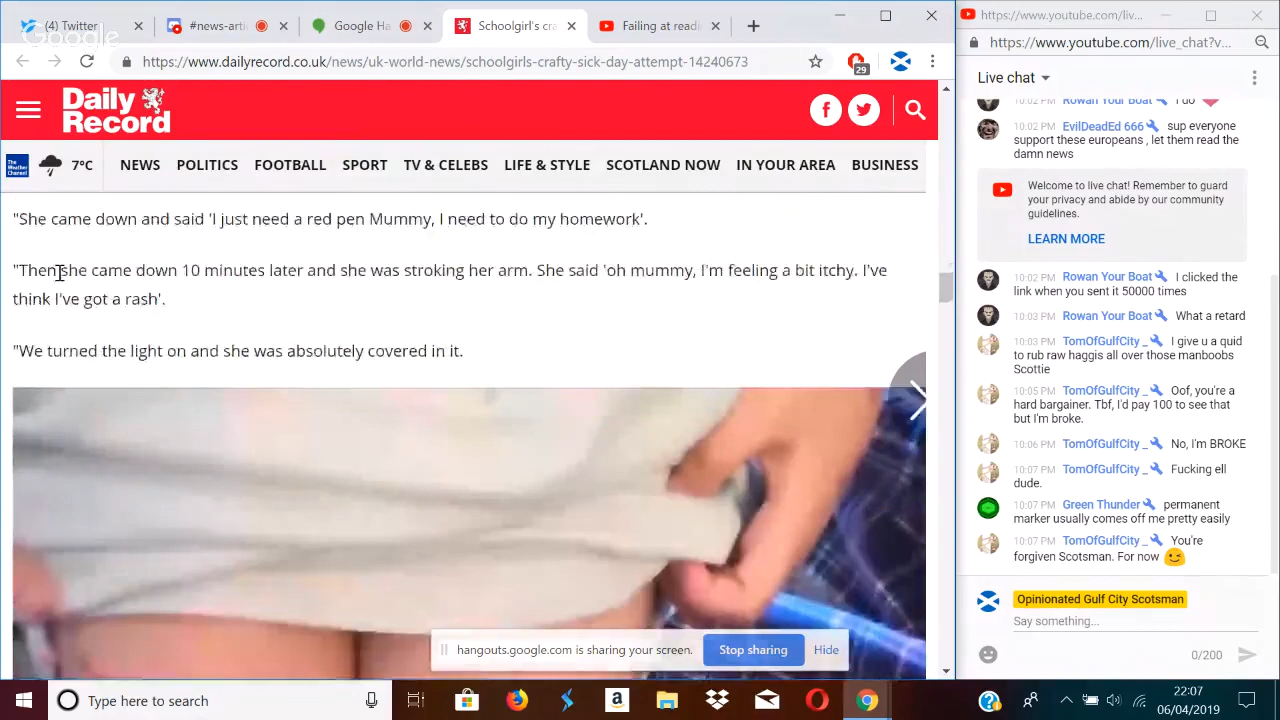 (4) Twitter
#news-artic
Google Ha
Schoolgirl's cra
Failing at readi
Google
https://www.dailyrecord.co.uk/news/uk-world-news/schoolgirls-crafty-sick-day-attempt-14240673
29
Daily
Record
The
Weather
Channel
7°C
NEWS
POLITICS
FOOTBALL
SPORT
TV & CELEBS
LIFE & STYLE
SCOTLAND NOW
IN YOUR AREA
BUSINESS
"She came down and said 'I just need a red pen Mummy, I need to do my homework'.
"Then she came down 10 minutes later and she was stroking her arm. She said 'oh mummy, I'm feeling a bit itchy. I've
think I've got a rash'.
"We turned the light on and she was absolutely covered in it.
hangouts.google.com is sharing your screen.
Stop sharing
Hide
https://www.youtube.com/liv...
https://www.youtube.com/live_chat?v...
Live chat
10:02 PM Rowan Your Boat I do
10:02 PM EvilDeadEd 666 sup everyone
support these europeans , let them read the
damn news
Welcome to live chat! Remember to guard
your privacy and abide by our community
guidelines.
LEARN MORE
10:02 PM Rowan Your Boat I clicked the
link when you sent it 50000 times
10:03 PM Rowan Your Boat What a retard
10:03 PM TomOfGulfCity _ I give u a quid
to rub raw haggis all over those manboobs
Scottie
10:05 PM TomOfGulfCity _ Oof, you're a
hard bargainer. Tbf, I'd pay 100 to see that
but I'm broke.
10:06 PM TomOfGulfCity _ No, I'm BROKE
10:07 PM TomOfGulfCity _ Fucking ell
dude.
10:07 PM Green Thunder permanent
marker usually comes off me pretty easily
10:07 PM TomOfGulfCity _ You're
forgiven Scotsman. For now
Opinionated Gulf City Scotsman
Say something...
0/200
Type here to search
22:07
06/04/2019